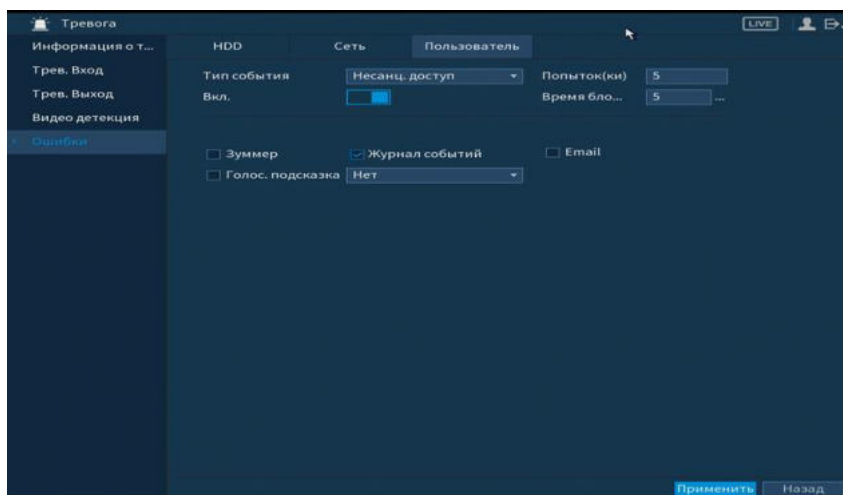 Тревога
LIVE
Информация о т...
HDD
Сеть
Пользователь
Трев. Вход
Тип события
Несанц. доступ
Попыток(ки)
5
Трев. Выход
Вкл.
Время бло...
5
...
Видео детекция
Ошибки
Зуммер
Журнал событий
Email
Голос. подсказка
Нет
Применить
Назад